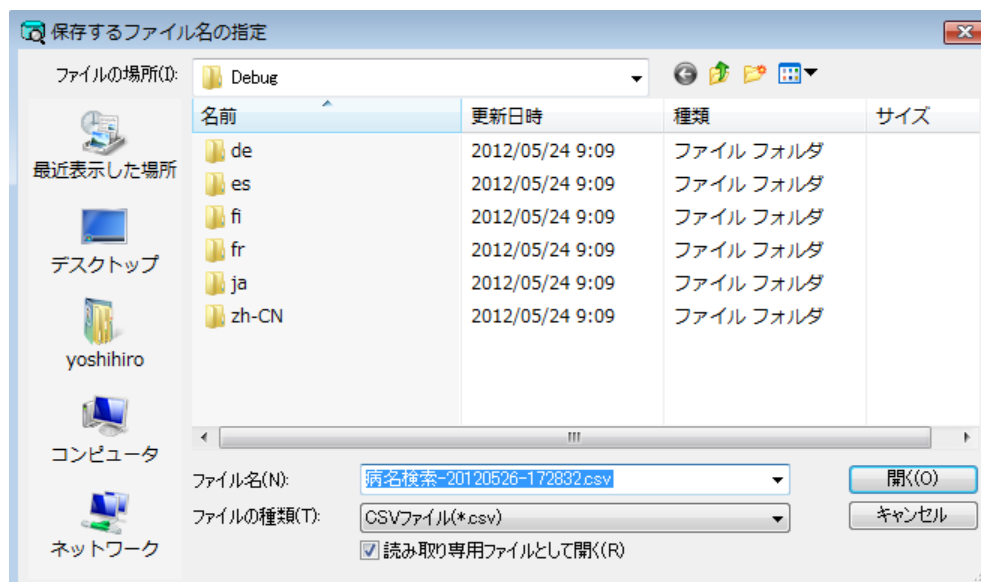 保存するファイル名の指定
ファイルの場所(I): Debug
名前 更新日時 種類 サイズ
de 2012/05/24 9:09 ファイル フォルダ
es 2012/05/24 9:09 ファイル フォルダ
fi 2012/05/24 9:09 ファイル フォルダ
fr 2012/05/24 9:09 ファイル フォルダ
ja 2012/05/24 9:09 ファイル フォルダ
zh-CN 2012/05/24 9:09 ファイル フォルダ
最近表示した場所
デスクトップ
yoshihiro
コンピュータ
ネットワーク
ファイル名(N): 病名検索-20120526-172832.csv 開く(O)
ファイルの種類(T): CSVファイル(*.csv) キャンセル
読み取り専用ファイルとして開く(R)